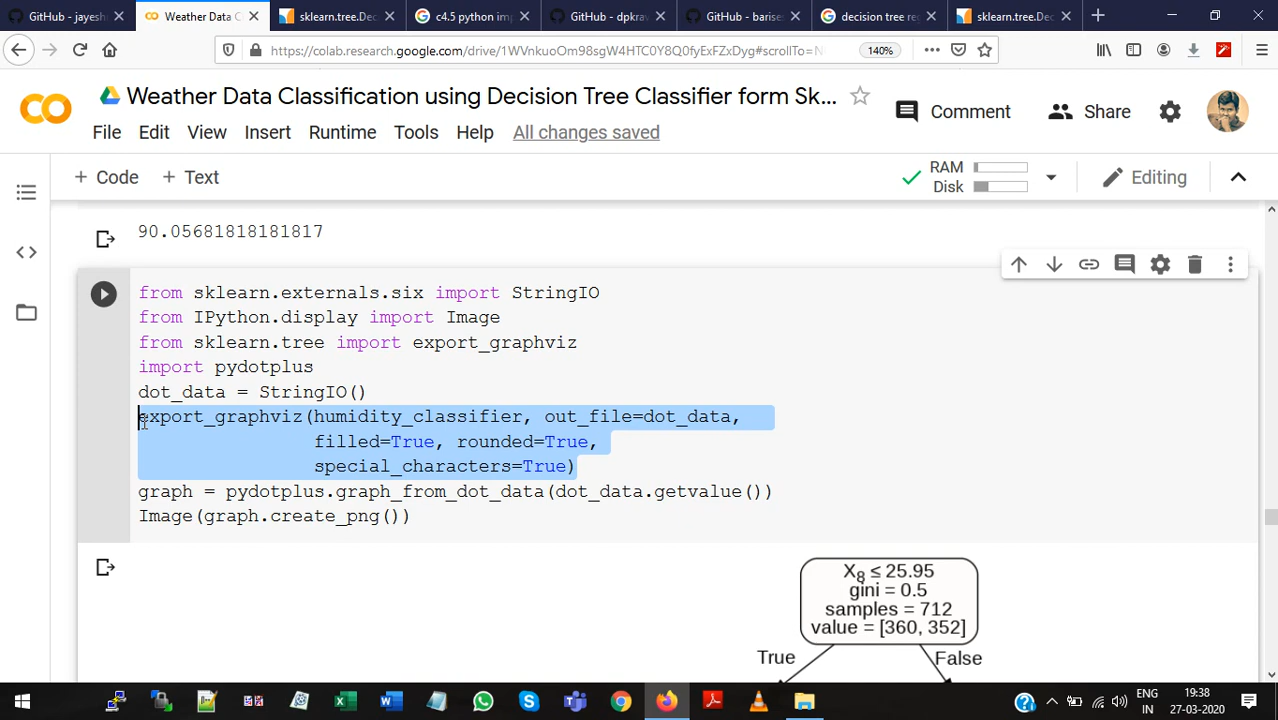 GitHub - jayesh
Weather Data C
sklearn.tree.Dec
c4.5 python imp
GitHub - dpkrav
GitHub - barises
decision tree reg
sklearn.tree.Dec
https://colab.research.google.com/drive/1WVnkuoOm98sgW4HTC0Y8Q0fyExFZxDyg#scrollTo=N
140%
CO
Weather Data Classification using Decision Tree Classifier form Sk...
Comment
Share
File Edit View Insert Runtime Tools Help All changes saved
+ Code + Text
RAM
Disk
Editing
90.05681818181817
from sklearn.externals.six import StringIO
from IPython.display import Image
from sklearn.tree import export_graphviz
import pydotplus
dot_data = StringIO()
export_graphviz(humidity_classifier, out_file=dot_data,
filled=True, rounded=True,
special_characters=True)
graph = pydotplus.graph_from_dot_data(dot_data.getvalue())
Image(graph.create_png())
X8 ≤ 25.95
gini = 0.5
samples = 712
value = [360, 352]
True
False
ENG
IN
19:38
27-03-2020